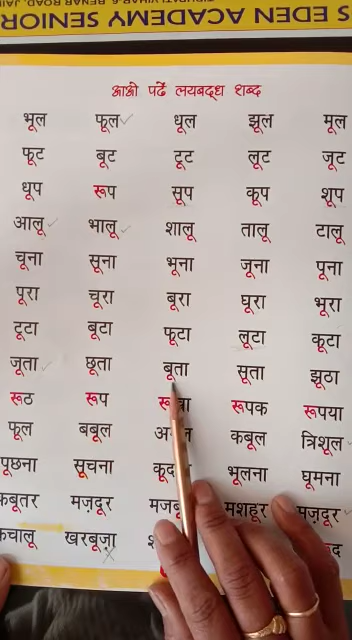 S EDEN ACADEMY SENIOR
आओ पढ़ें लयबद्ध शब्द
भूल फूल धूल झूल मूल
फूट बूट टूट लूट जूट
धूप रूप सूप कूप शूप
आलू भालू शालू तालू टालू
चूना सूना भूना जूना पूना
पूरा चूरा बूरा घूरा भूरा
टूटा बूटा फूटा लूटा कूटा
जूता छूता बूता सूता झूठा
रूठ रूप रूपक रूपया
फूल बबूल कबूल त्रिशूल
पूछना सूचना भूलना घूमना
कबूतर मज़दूर मशहूर मज़दूर
कचालू खरबूजा